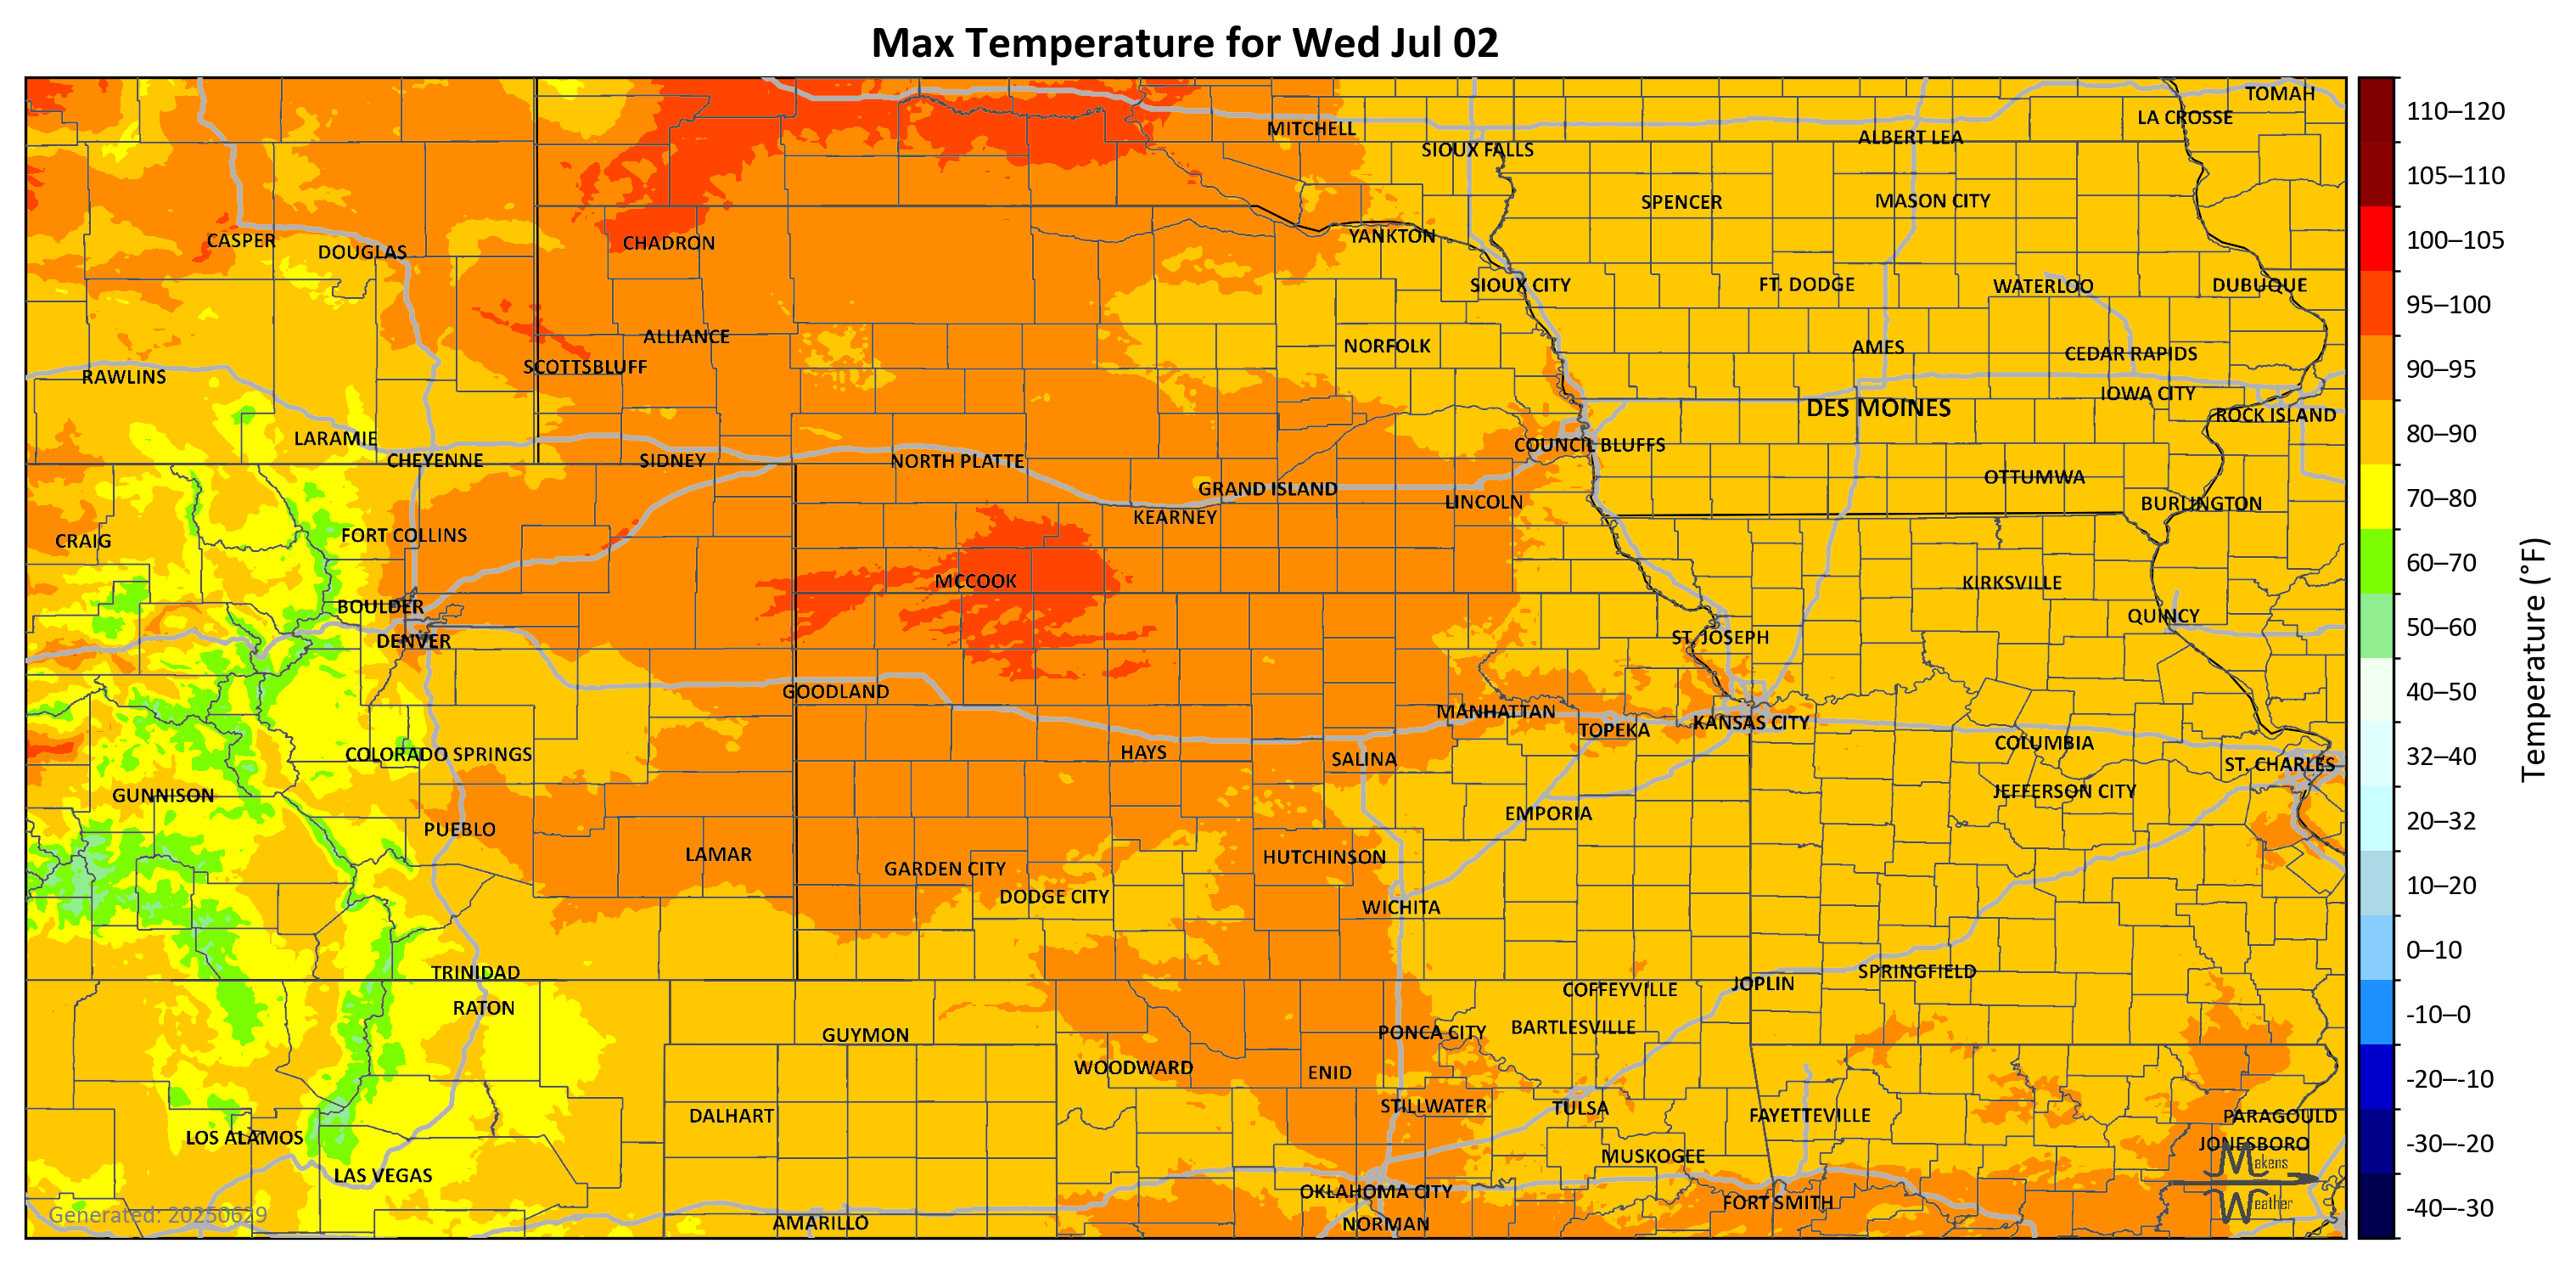 Max Temperature for Wed Jul 02
TOMAH
LA CROSSE
MITCHELL
ALBERT LEA
SIOUX FALLS
SPENCER
MASON CITY
CASPER
DOUGLAS
CHADRON
YANKTON
SIOUX CITY
FT. DODGE
WATERLOO
DUBUQUE
ALLIANCE
NORFOLK
AMES
CEDAR RAPIDS
SCOTTSBLUFF
RAWLINS
IOWA CITY
DES MOINES
ROCK ISLAND
LARAMIE
COUNCIL BLUFFS
CHEYENNE
SIDNEY
NORTH PLATTE
OTTUMWA
GRAND ISLAND
LINCOLN
BURLINGTON
KEARNEY
FORT COLLINS
CRAIG
MCCOOK
KIRKSVILLE
BOULDER
QUINCY
DENVER
ST. JOSEPH
GOODLAND
MANHATTAN
TOPEKA
KANSAS CITY
COLUMBIA
COLORADO SPRINGS
HAYS
SALINA
ST. CHARLES
GUNNISON
JEFFERSON CITY
EMPORIA
PUEBLO
LAMAR
HUTCHINSON
GARDEN CITY
DODGE CITY
WICHITA
TRINIDAD
SPRINGFIELD
JOPLIN
COFFEYVILLE
RATON
BARTLESVILLE
GUYMON
PONCA CITY
WOODWARD
ENID
STILLWATER
TULSA
DALHART
FAYETTEVILLE
PARAGOULD
LOS ALAMOS
JONESBORO
MUSKOGEE
LAS VEGAS
OKLAHOMA CITY
FORT SMITH
AMARILLO
NORMAN
Makens
Weather
Generated: 20250629
110–120
105–110
100–105
95–100
90–95
80–90
70–80
60–70
50–60
40–50
32–40
20–32
10–20
0–10
-10–0
-20–-10
-30–-20
-40–-30
Temperature (°F)